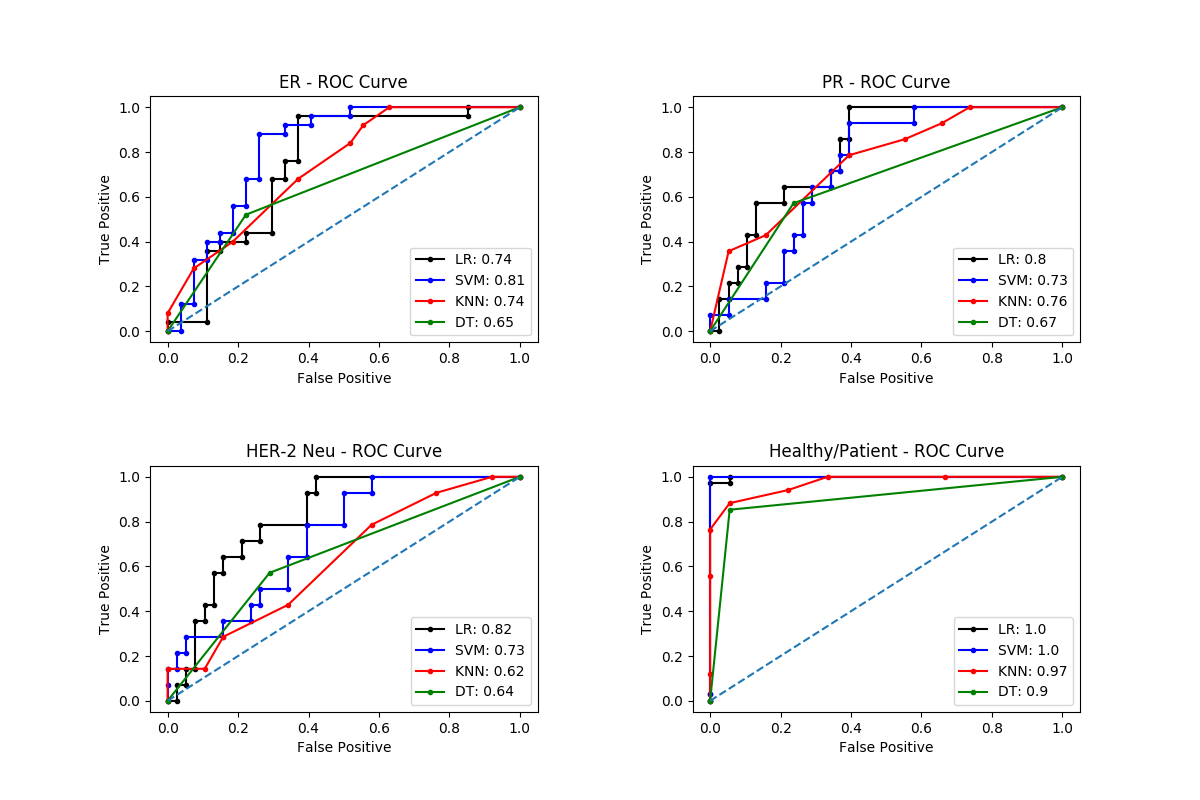 ER - ROC Curve
1.0
0.8
0.6
0.4
0.2
0.0
True Positive
LR: 0.74
SVM: 0.81
KNN: 0.74
DT: 0.65
0.0 0.2 0.4 0.6 0.8 1.0
False Positive
PR - ROC Curve
1.0
0.8
0.6
0.4
0.2
0.0
True Positive
LR: 0.8
SVM: 0.73
KNN: 0.76
DT: 0.67
0.0 0.2 0.4 0.6 0.8 1.0
False Positive
HER-2 Neu - ROC Curve
1.0
0.8
0.6
0.4
0.2
0.0
True Positive
LR: 0.82
SVM: 0.73
KNN: 0.62
DT: 0.64
0.0 0.2 0.4 0.6 0.8 1.0
False Positive
Healthy/Patient - ROC Curve
1.0
0.8
0.6
0.4
0.2
0.0
True Positive
LR: 1.0
SVM: 1.0
KNN: 0.97
DT: 0.9
0.0 0.2 0.4 0.6 0.8 1.0
False Positive